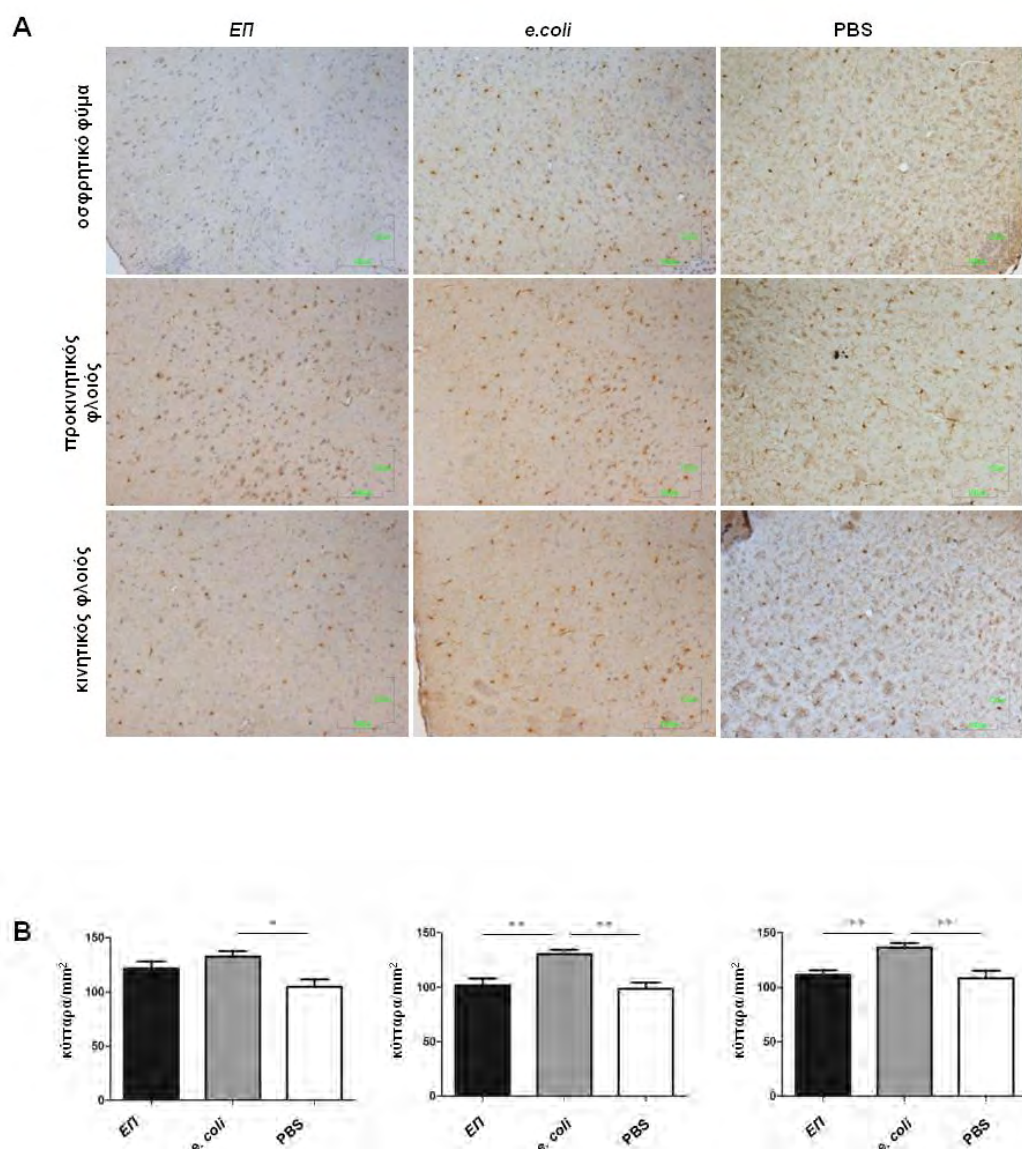 A
ΕΠ e.coli PBS
οσφρητικό φύμα
προκινητικός
φλοιός
κινητικός φλοιός
B
** ** 
*
κύτταρα/mm²
150
100
50
0
ΕΠ e. coli PBS
κύτταρα/mm²
150
100
50
0
ΕΠ e. coli PBS
κύτταρα/mm²
150
100
50
0
ΕΠ e. coli PBS